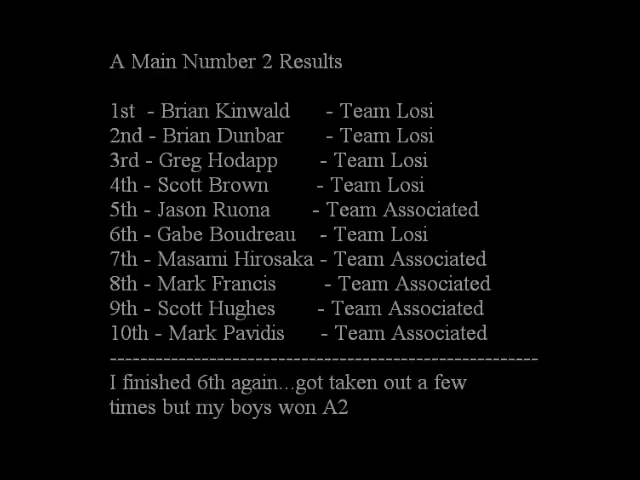 A Main Number 2 Results
1st - Brian Kinwald - Team Losi
2nd - Brian Dunbar - Team Losi
3rd - Greg Hodapp - Team Losi
4th - Scott Brown - Team Losi
5th - Jason Ruona - Team Associated
6th - Gabe Boudreau - Team Losi
7th - Masami Hirosaka - Team Associated
8th - Mark Francis - Team Associated
9th - Scott Hughes - Team Associated
10th - Mark Pavidis - Team Associated
--------------------------------------------------------
I finished 6th again...got taken out a few
times but my boys won A2